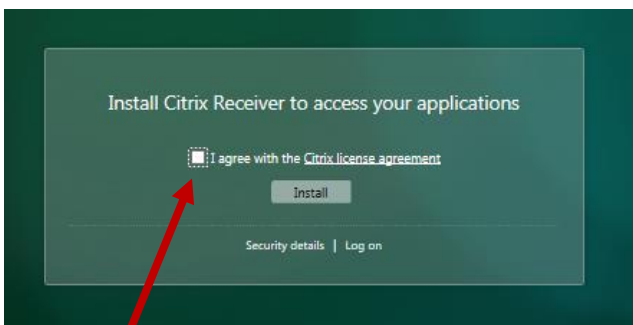 Install Citrix Receiver to access your applications
I agree with the Citrix license agreement
Install
Security details | Log on